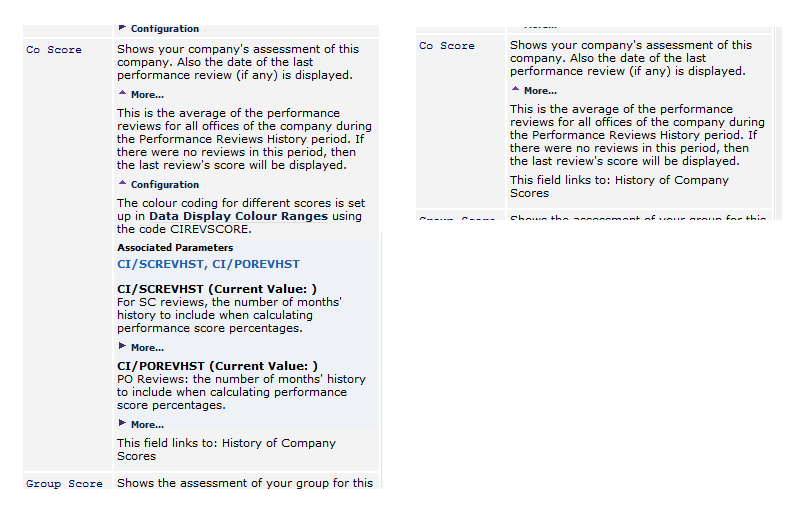 Configuration
Co Score
Shows your company's assessment of this
company. Also the date of the last
performance review (if any) is displayed.
More...
This is the average of the performance
reviews for all offices of the company during
the Performance Reviews History period. If
there were no reviews in this period, then
the last review's score will be displayed.
Configuration
The colour coding for different scores is set
up in Data Display Colour Ranges using
the code CIREVSCORE.
Associated Parameters
CI/SCREVHST, CI/POREVHST
CI/SCREVHST (Current Value: )
For SC reviews, the number of months'
history to include when calculating
performance score percentages.
More...
CI/POREVHST (Current Value: )
PO Reviews: the number of months' history
to include when calculating performance
score percentages.
More...
This field links to: History of Company
Scores
Group Score
Shows the assessment of your group for this
Co Score
Shows your company's assessment of this
company. Also the date of the last
performance review (if any) is displayed.
More...
This is the average of the performance
reviews for all offices of the company during
the Performance Reviews History period. If
there were no reviews in this period, then
the last review's score will be displayed.
This field links to: History of Company
Scores
Group Score
Shows the assessment of your group for this